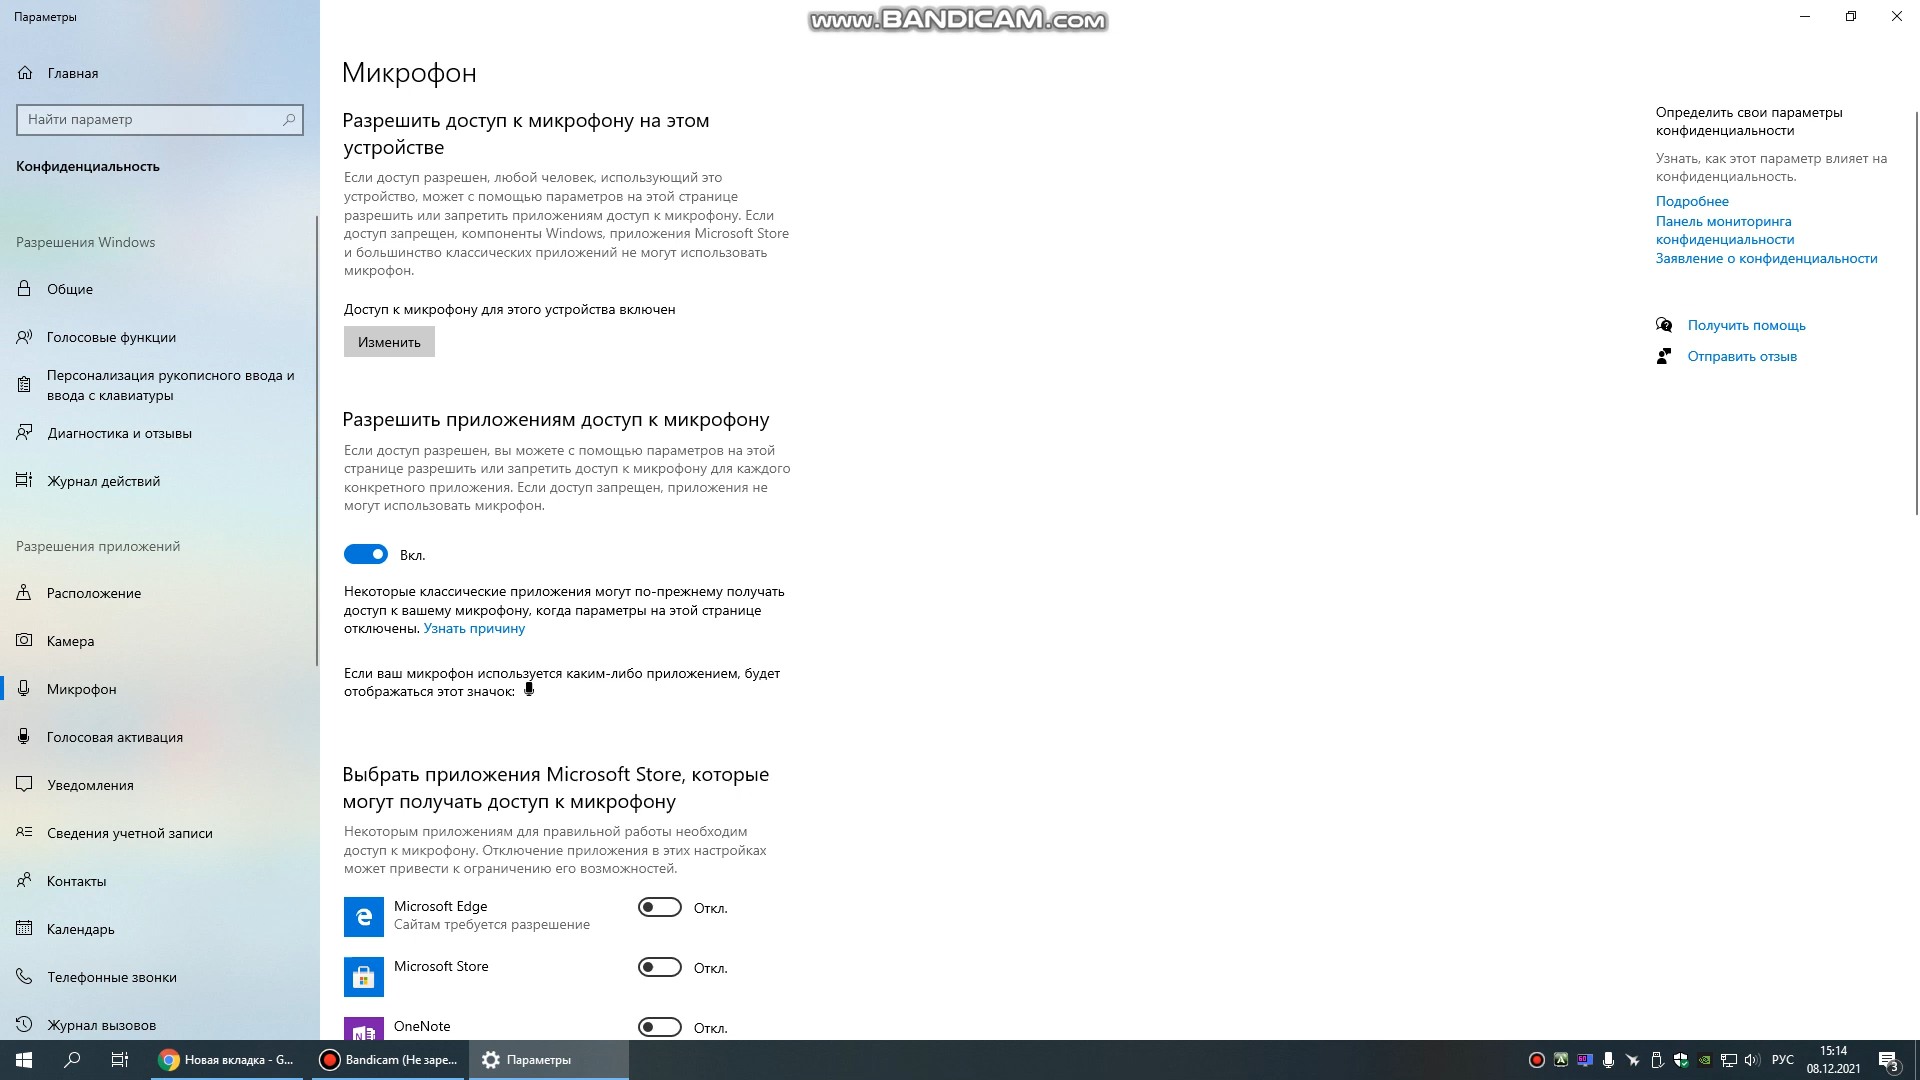 Параметры
www.BANDICAM.com
Главная
Найти параметр
Конфиденциальность
Разрешения Windows
Общие
Голосовые функции
Персонализация рукописного ввода и
ввода с клавиатуры
Диагностика и отзывы
Журнал действий
Разрешения приложений
Расположение
Камера
Микрофон
Голосовая активация
Уведомления
Сведения учетной записи
Контакты
Календарь
Телефонные звонки
Журнал вызовов
Микрофон
Разрешить доступ к микрофону на этом
устройстве
Если доступ разрешен, любой человек, использующий это
устройство, может с помощью параметров на этой странице
разрешить или запретить приложениям доступ к микрофону. Если
доступ запрещен, компоненты Windows, приложения Microsoft Store
и большинство классических приложений не могут использовать
микрофон.
Доступ к микрофону для этого устройства включен
Изменить
Разрешить приложениям доступ к микрофону
Если доступ разрешен, вы можете с помощью параметров на этой
странице разрешить или запретить доступ к микрофону для каждого
конкретного приложения. Если доступ запрещен, приложения не
могут использовать микрофон.
Вкл.
Некоторые классические приложения могут по-прежнему получать
доступ к вашему микрофону, когда параметры на этой странице
отключены. Узнать причину
Если ваш микрофон используется каким-либо приложением, будет
отображаться этот значок:
Выбрать приложения Microsoft Store, которые
могут получать доступ к микрофону
Некоторым приложениям для правильной работы необходим
доступ к микрофону. Отключение приложения в этих настройках
может привести к ограничению его возможностей.
Microsoft Edge
Сайтам требуется разрешение
Откл.
Microsoft Store
Откл.
OneNote
Откл.
Определить свои параметры
конфиденциальности
Узнать, как этот параметр влияет на
конфиденциальность.
Подробнее
Панель мониторинга
конфиденциальности
Заявление о конфиденциальности
Получить помощь
Отправить отзыв
Новая вкладка - G...
Bandicam (Не заре...
Параметры
РУС
15:14
08.12.2021
3